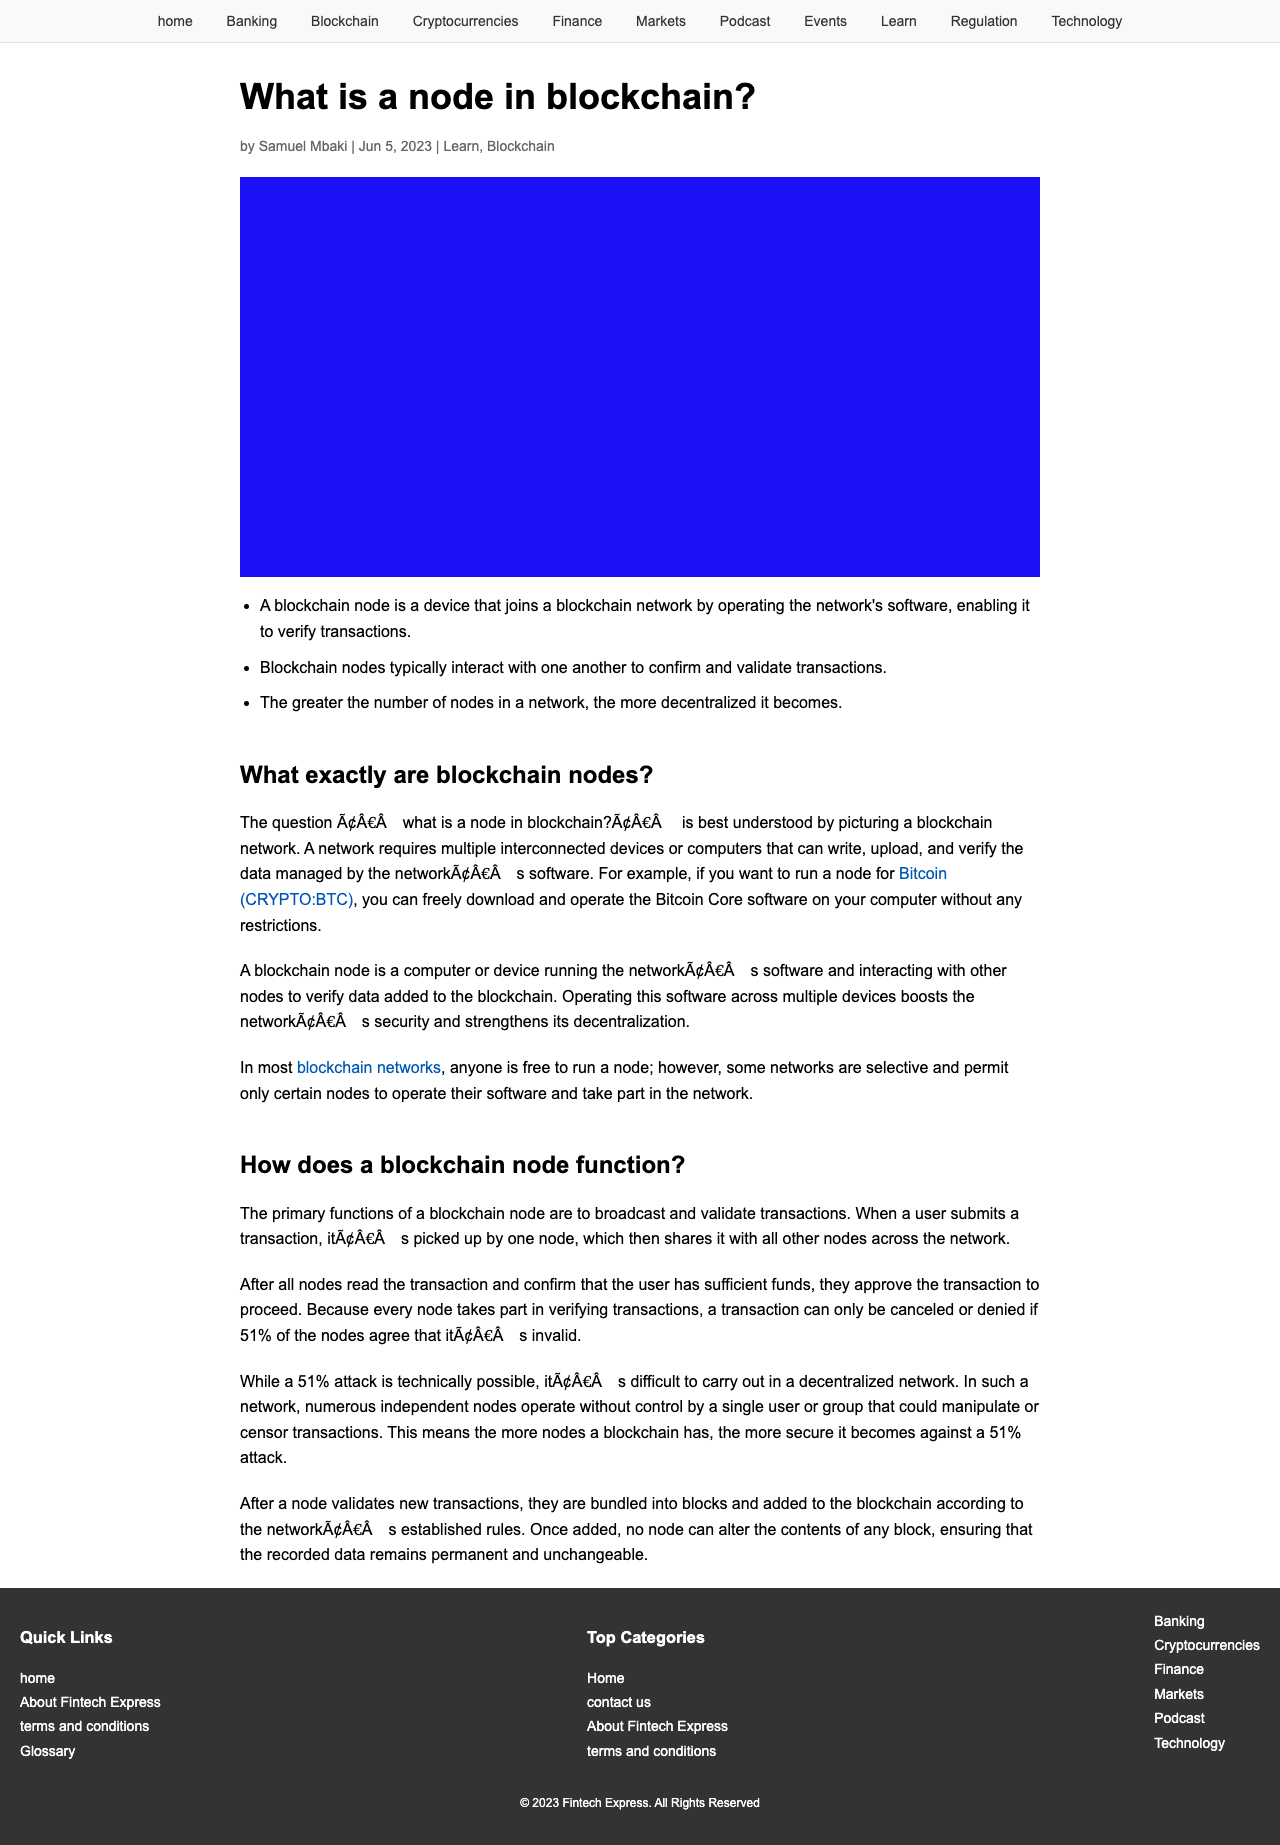 home Banking Blockchain Cryptocurrencies Finance Markets Podcast Events Learn Regulation Technology
What is a node in blockchain?
by Samuel Mbaki | Jun 5, 2023 | Learn, Blockchain
• A blockchain node is a device that joins a blockchain network by operating the network's software, enabling it
to verify transactions.
• Blockchain nodes typically interact with one another to confirm and validate transactions.
• The greater the number of nodes in a network, the more decentralized it becomes.
What exactly are blockchain nodes?
The question Ã¢Â€Â what is a node in blockchain?Ã¢Â€Â is best understood by picturing a blockchain
network. A network requires multiple interconnected devices or computers that can write, upload, and verify the
data managed by the networkÃ¢Â€Â s software. For example, if you want to run a node for Bitcoin
(CRYPTO:BTC), you can freely download and operate the Bitcoin Core software on your computer without any
restrictions.
A blockchain node is a computer or device running the networkÃ¢Â€Â s software and interacting with other
nodes to verify data added to the blockchain. Operating this software across multiple devices boosts the
networkÃ¢Â€Â s security and strengthens its decentralization.
In most blockchain networks, anyone is free to run a node; however, some networks are selective and permit
only certain nodes to operate their software and take part in the network.
How does a blockchain node function?
The primary functions of a blockchain node are to broadcast and validate transactions. When a user submits a
transaction, itÃ¢Â€Â s picked up by one node, which then shares it with all other nodes across the network.
After all nodes read the transaction and confirm that the user has sufficient funds, they approve the transaction to
proceed. Because every node takes part in verifying transactions, a transaction can only be canceled or denied if
51% of the nodes agree that itÃ¢Â€Â s invalid.
While a 51% attack is technically possible, itÃ¢Â€Â s difficult to carry out in a decentralized network. In such a
network, numerous independent nodes operate without control by a single user or group that could manipulate or
censor transactions. This means the more nodes a blockchain has, the more secure it becomes against a 51%
attack.
After a node validates new transactions, they are bundled into blocks and added to the blockchain according to
the networkÃ¢Â€Â s established rules. Once added, no node can alter the contents of any block, ensuring that
the recorded data remains permanent and unchangeable.
Quick Links
home
About Fintech Express
terms and conditions
Glossary
Top Categories
Home
contact us
About Fintech Express
terms and conditions
Banking
Cryptocurrencies
Finance
Markets
Podcast
Technology
© 2023 Fintech Express. All Rights Reserved